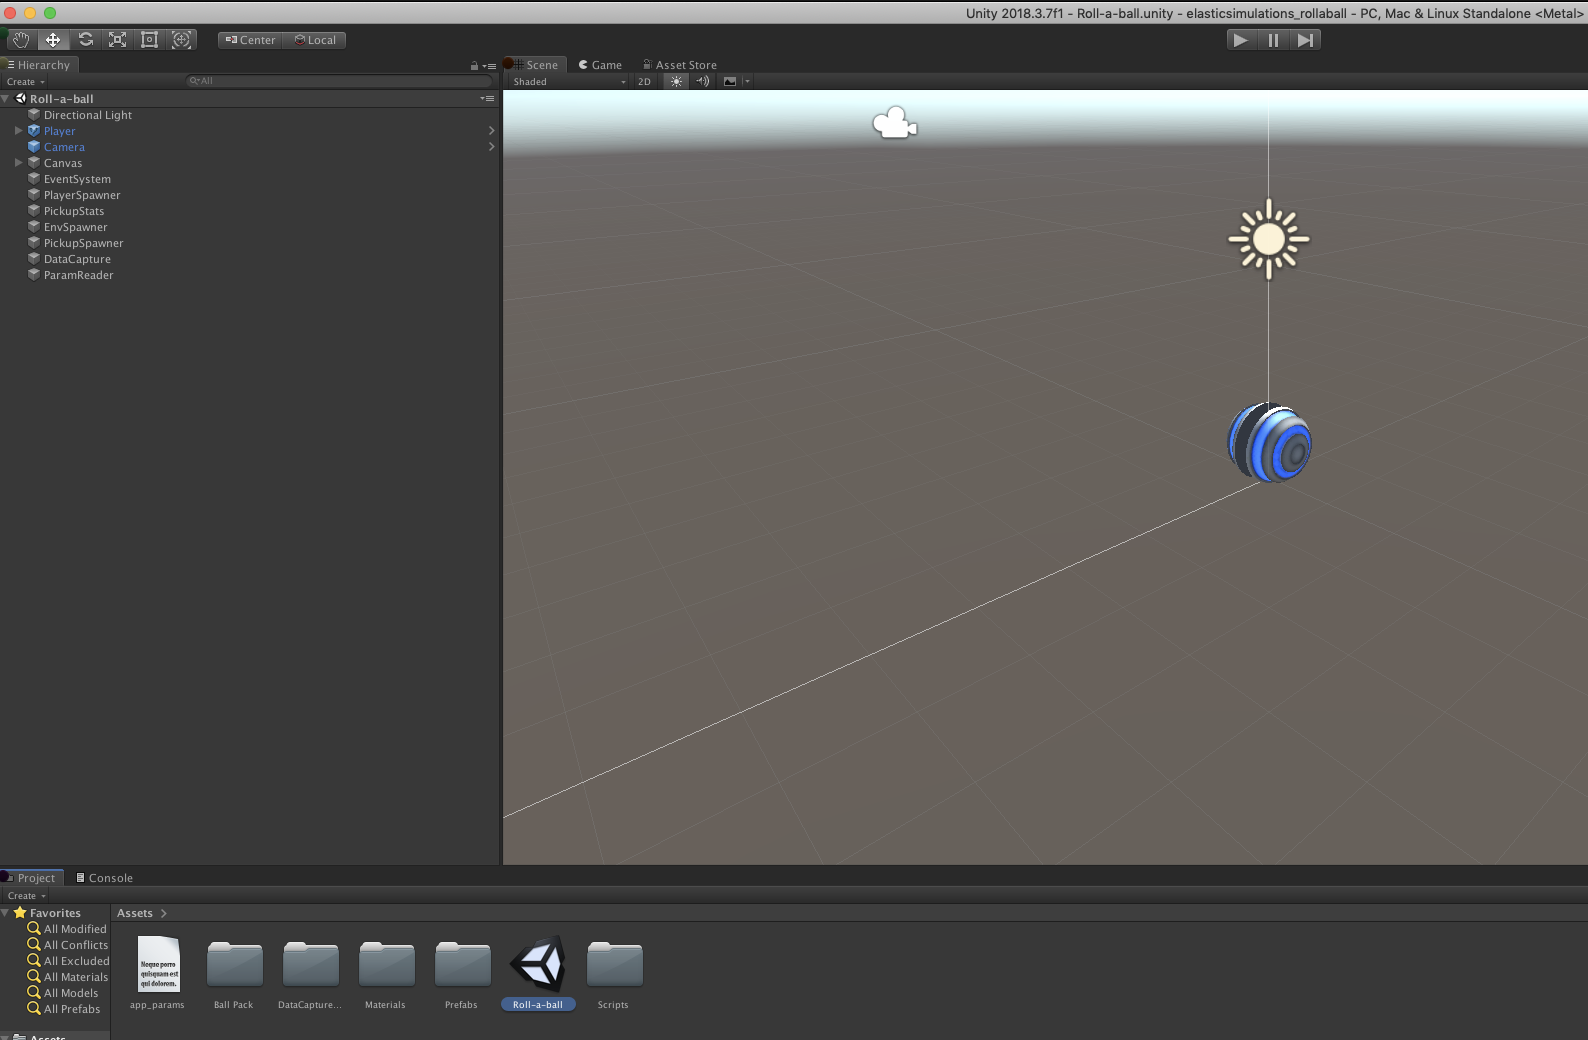 Unity 2018.3.7f1 - Roll-a-ball.unity - elasticsimulations_rollaball - PC, Mac & Linux Standalone <Metal>
Center Local
Hierarchy
Create All
Roll-a-ball
Directional Light
Player
Camera
Canvas
EventSystem
PlayerSpawner
PickupStats
EnvSpawner
PickupSpawner
DataCapture
ParamReader
Scene Game Asset Store
Shaded 2D
Project Console
Create
Favorites
All Modified
All Conflicts
All Excluded
All Materials
All Models
All Prefabs
Assets
Assets
Neque porro
quisquam est
qui dolorem.
app_params Ball Pack DataCapture... Materials Prefabs Roll-a-ball Scripts